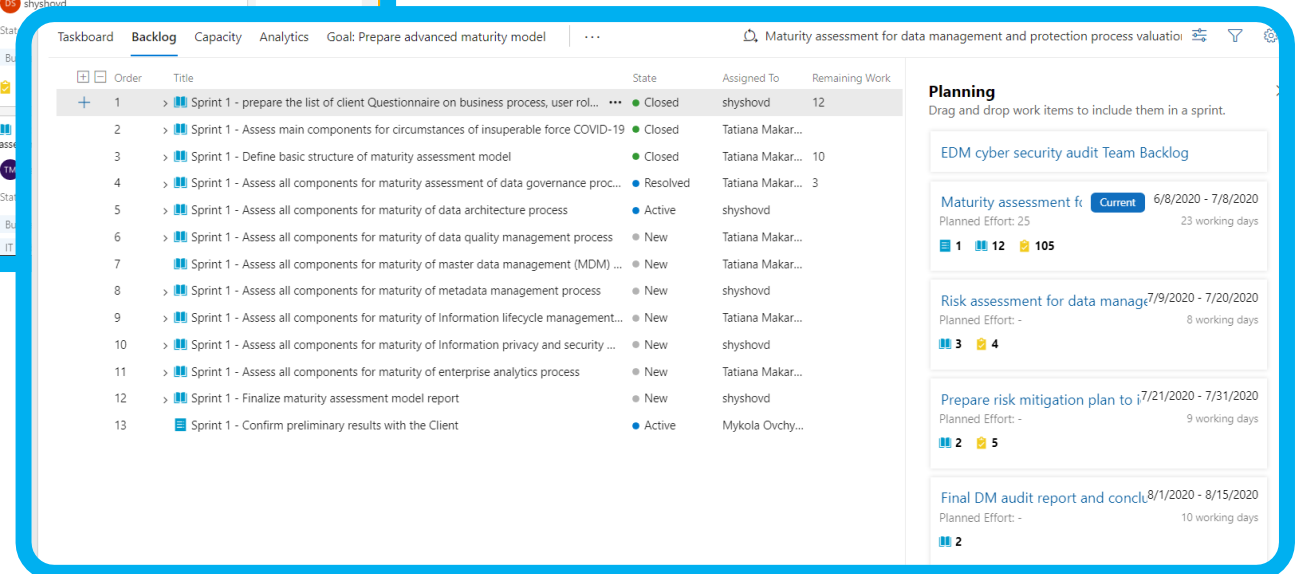 DS shyshovd
Stat
Bu
asse
TM
Stat
Bu
IT
Taskboard Backlog Capacity Analytics Goal: Prepare advanced maturity model ... Maturity assessment for data management and protection process valuation
Order Title State Assigned To Remaining Work
1 Sprint 1 - prepare the list of client Questionnaire on business process, user rol... ••• Closed shyshovd 12
2 Sprint 1 - Assess main components for circumstances of insuperable force COVID-19 Closed Tatiana Makar...
3 Sprint 1 - Define basic structure of maturity assessment model Closed Tatiana Makar... 10
4 Sprint 1 - Assess all components for maturity assessment of data governance proc... Resolved Tatiana Makar... 3
5 Sprint 1 - Assess all components for maturity of data architecture process Active shyshovd
6 Sprint 1 - Assess all components for maturity of data quality management process New Tatiana Makar...
7 Sprint 1 - Assess all components for maturity of master data management (MDM) ... New Tatiana Makar...
8 Sprint 1 - Assess all components for maturity of metadata management process New shyshovd
9 Sprint 1 - Assess all components for maturity of Information lifecycle management... New Tatiana Makar...
10 Sprint 1 - Assess all components for maturity of Information privacy and security ... New shyshovd
11 Sprint 1 - Assess all components for maturity of enterprise analytics process New Tatiana Makar...
12 Sprint 1 - Finalize maturity assessment model report New shyshovd
13 Sprint 1 - Confirm preliminary results with the Client Active Mykola Ovchy...
Planning
Drag and drop work items to include them in a sprint.
EDM cyber security audit Team Backlog
Maturity assessment fo Current 6/8/2020 - 7/8/2020
Planned Effort: 25 23 working days
1 12 105
Risk assessment for data manage 7/9/2020 - 7/20/2020
Planned Effort: - 8 working days
3 4
Prepare risk mitigation plan to i 7/21/2020 - 7/31/2020
Planned Effort: - 9 working days
2 5
Final DM audit report and conclu 8/1/2020 - 8/15/2020
Planned Effort: - 10 working days
2